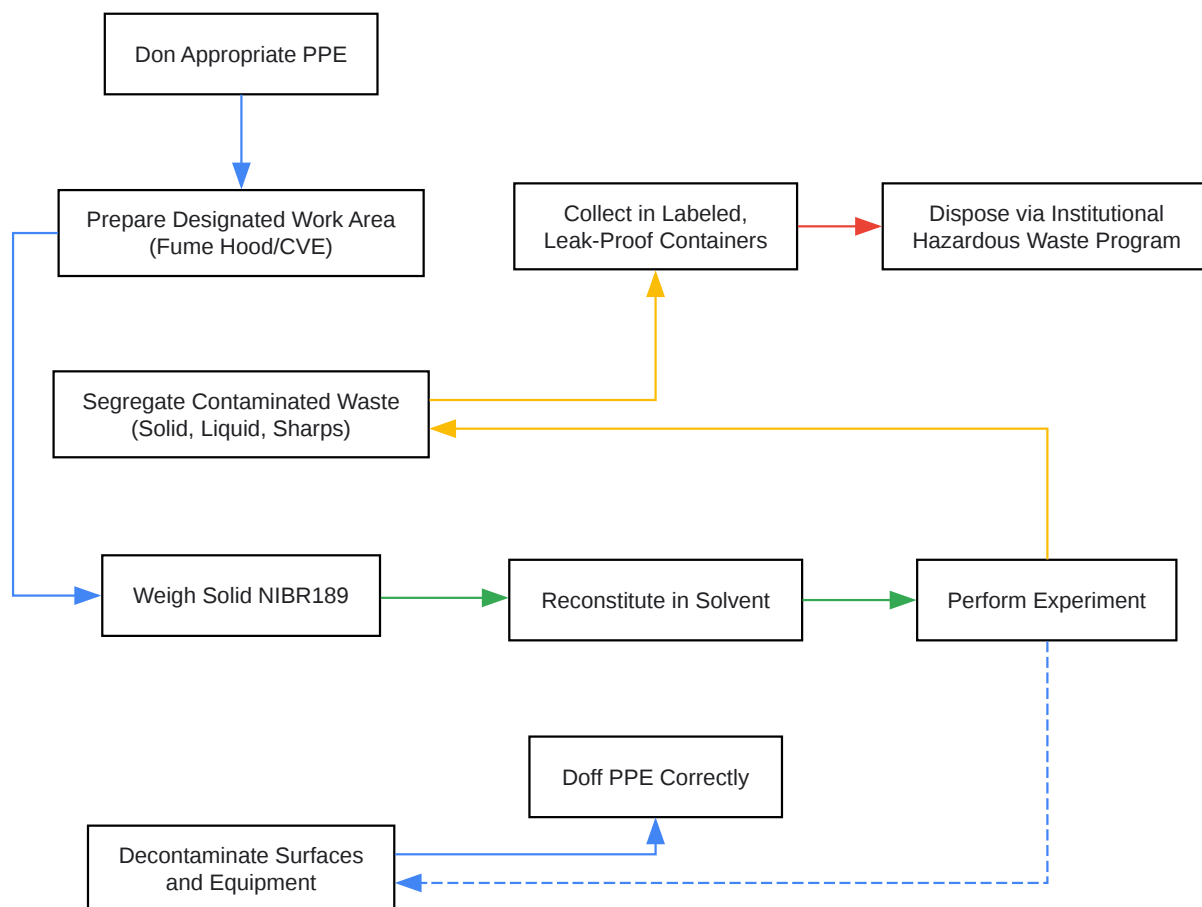 Don Appropriate PPE
Prepare Designated Work Area
(Fume Hood/CVE)
Collect in Labeled,
Leak-Proof Containers
Dispose via Institutional
Hazardous Waste Program
Segregate Contaminated Waste
(Solid, Liquid, Sharps)
Weigh Solid NIBR189
Reconstitute in Solvent
Perform Experiment
Doff PPE Correctly
Decontaminate Surfaces
and Equipment